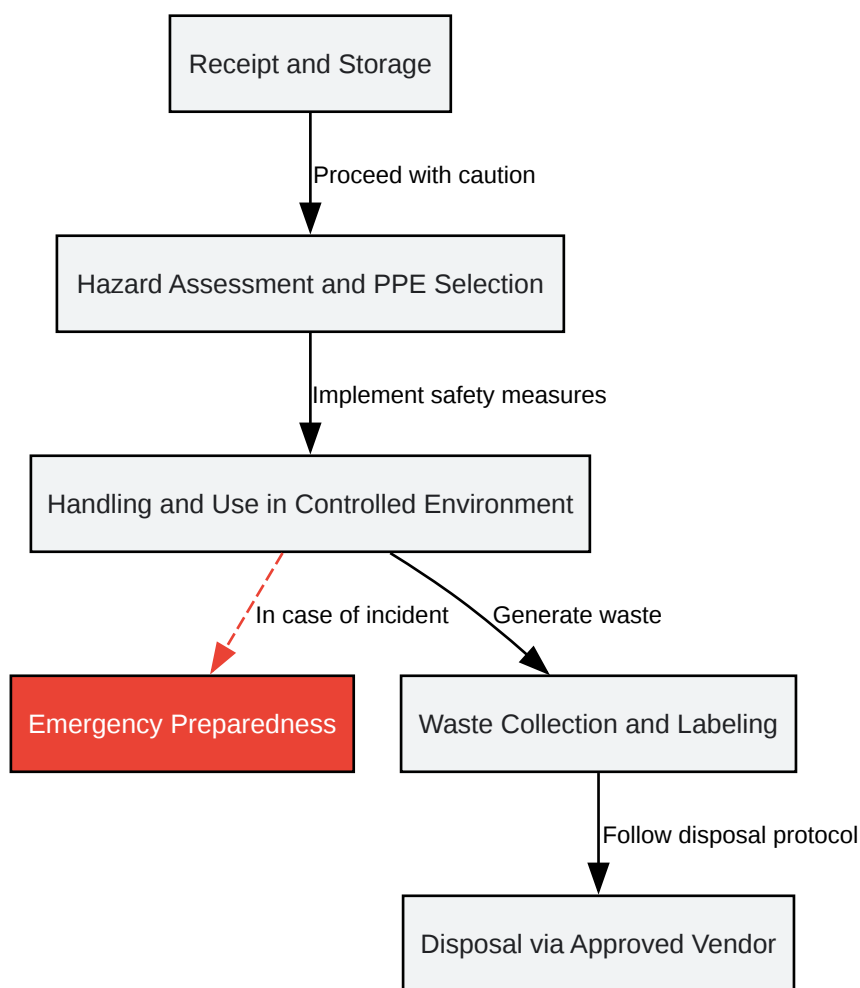 Receipt and Storage
Proceed with caution
Hazard Assessment and PPE Selection
Implement safety measures
Handling and Use in Controlled Environment
In case of incident
Generate waste
Emergency Preparedness
Waste Collection and Labeling
Follow disposal protocol
Disposal via Approved Vendor